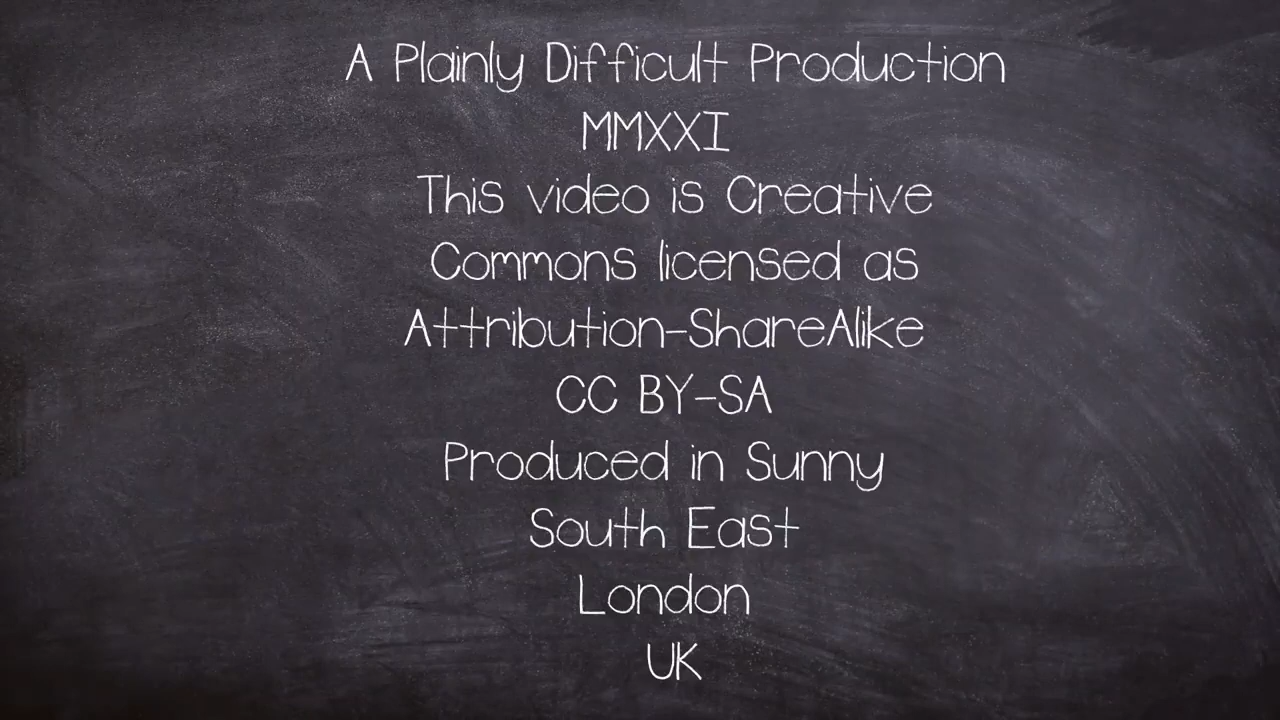 A Plainly Difficult Production
MMXXI
This video is Creative
Commons licensed as
Attribution-ShareAlike
CC BY-SA
Produced in Sunny
South East
London
UK